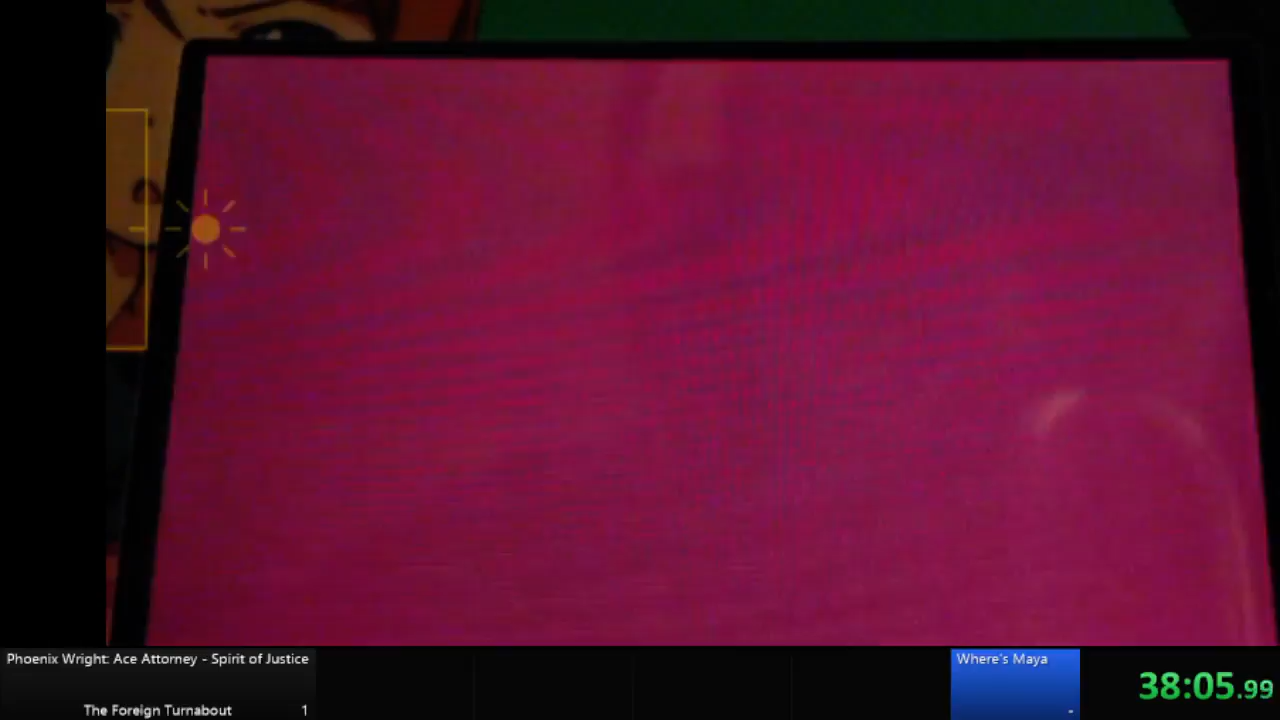 Phoenix Wright: Ace Attorney - Spirit of Justice
Where's Maya
38:05.99
The Foreign Turnabout 1
-